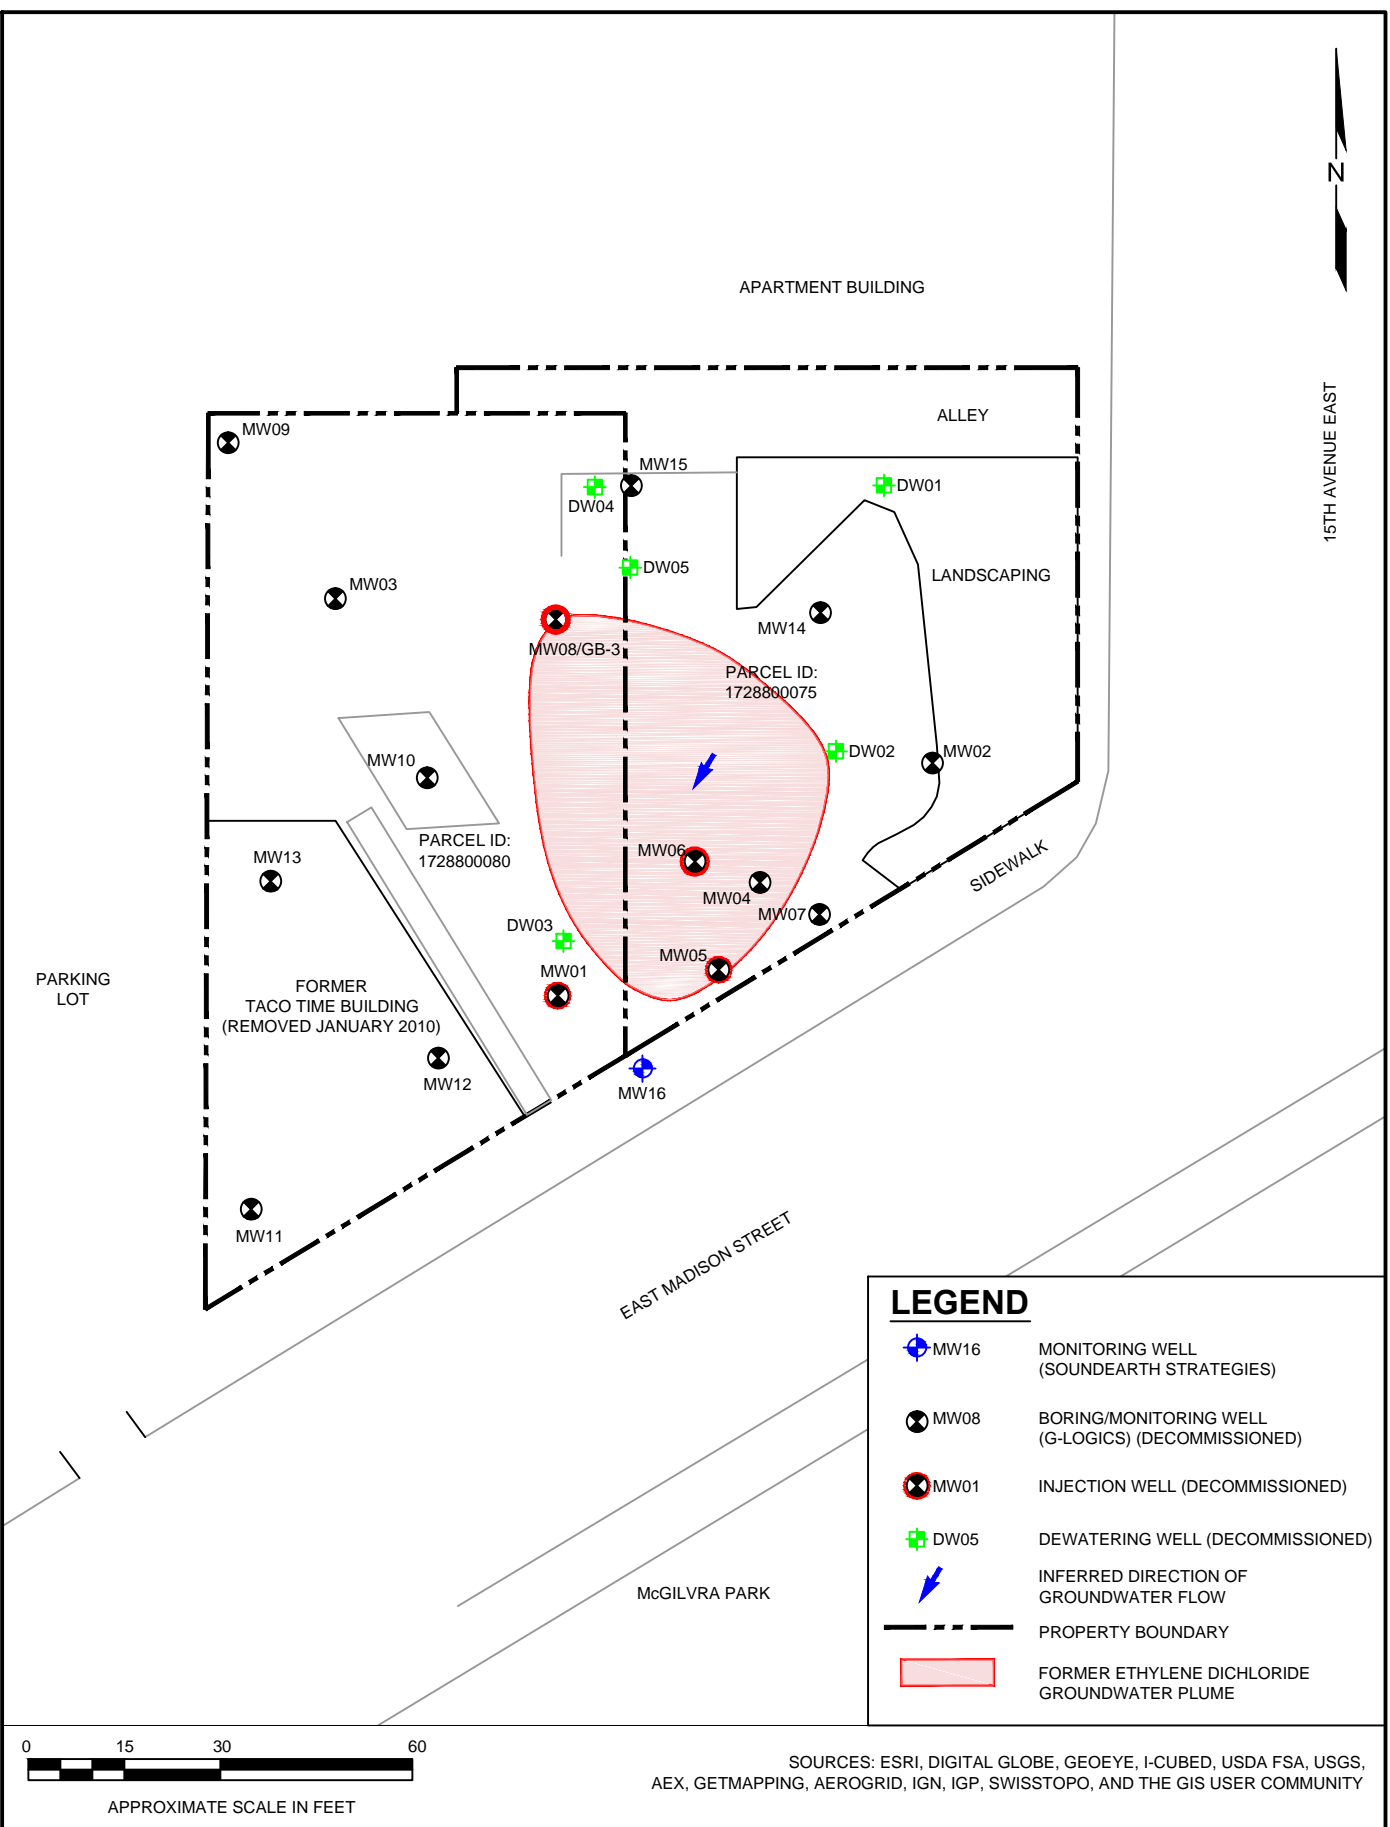 N
APARTMENT BUILDING
15TH AVENUE EAST
ALLEY
MW09
MW15
DW04
DW01
DW05
LANDSCAPING
MW03
MW14
MW08/GB-3
PARCEL ID:
1728800075
DW02
MW02
MW10
PARCEL ID:
1728800080
MW06
MW13
MW04
MW07
SIDEWALK
DW03
MW05
MW01
PARKING
LOT
FORMER
TACO TIME BUILDING
(REMOVED JANUARY 2010)
MW12
MW16
MW11
EAST MADISON STREET
McGILVRA PARK
LEGEND
MW16 MONITORING WELL
(SOUNDEARTH STRATEGIES)
MW08 BORING/MONITORING WELL
(G-LOGICS) (DECOMMISSIONED)
MW01 INJECTION WELL (DECOMMISSIONED)
DW05 DEWATERING WELL (DECOMMISSIONED)
INFERRED DIRECTION OF
GROUNDWATER FLOW
PROPERTY BOUNDARY
FORMER ETHYLENE DICHLORIDE
GROUNDWATER PLUME
0 15 30 60
APPROXIMATE SCALE IN FEET
SOURCES: ESRI, DIGITAL GLOBE, GEOEYE, I-CUBED, USDA FSA, USGS,
AEX, GETMAPPING, AEROGRID, IGN, IGP, SWISSTOPO, AND THE GIS USER COMMUNITY